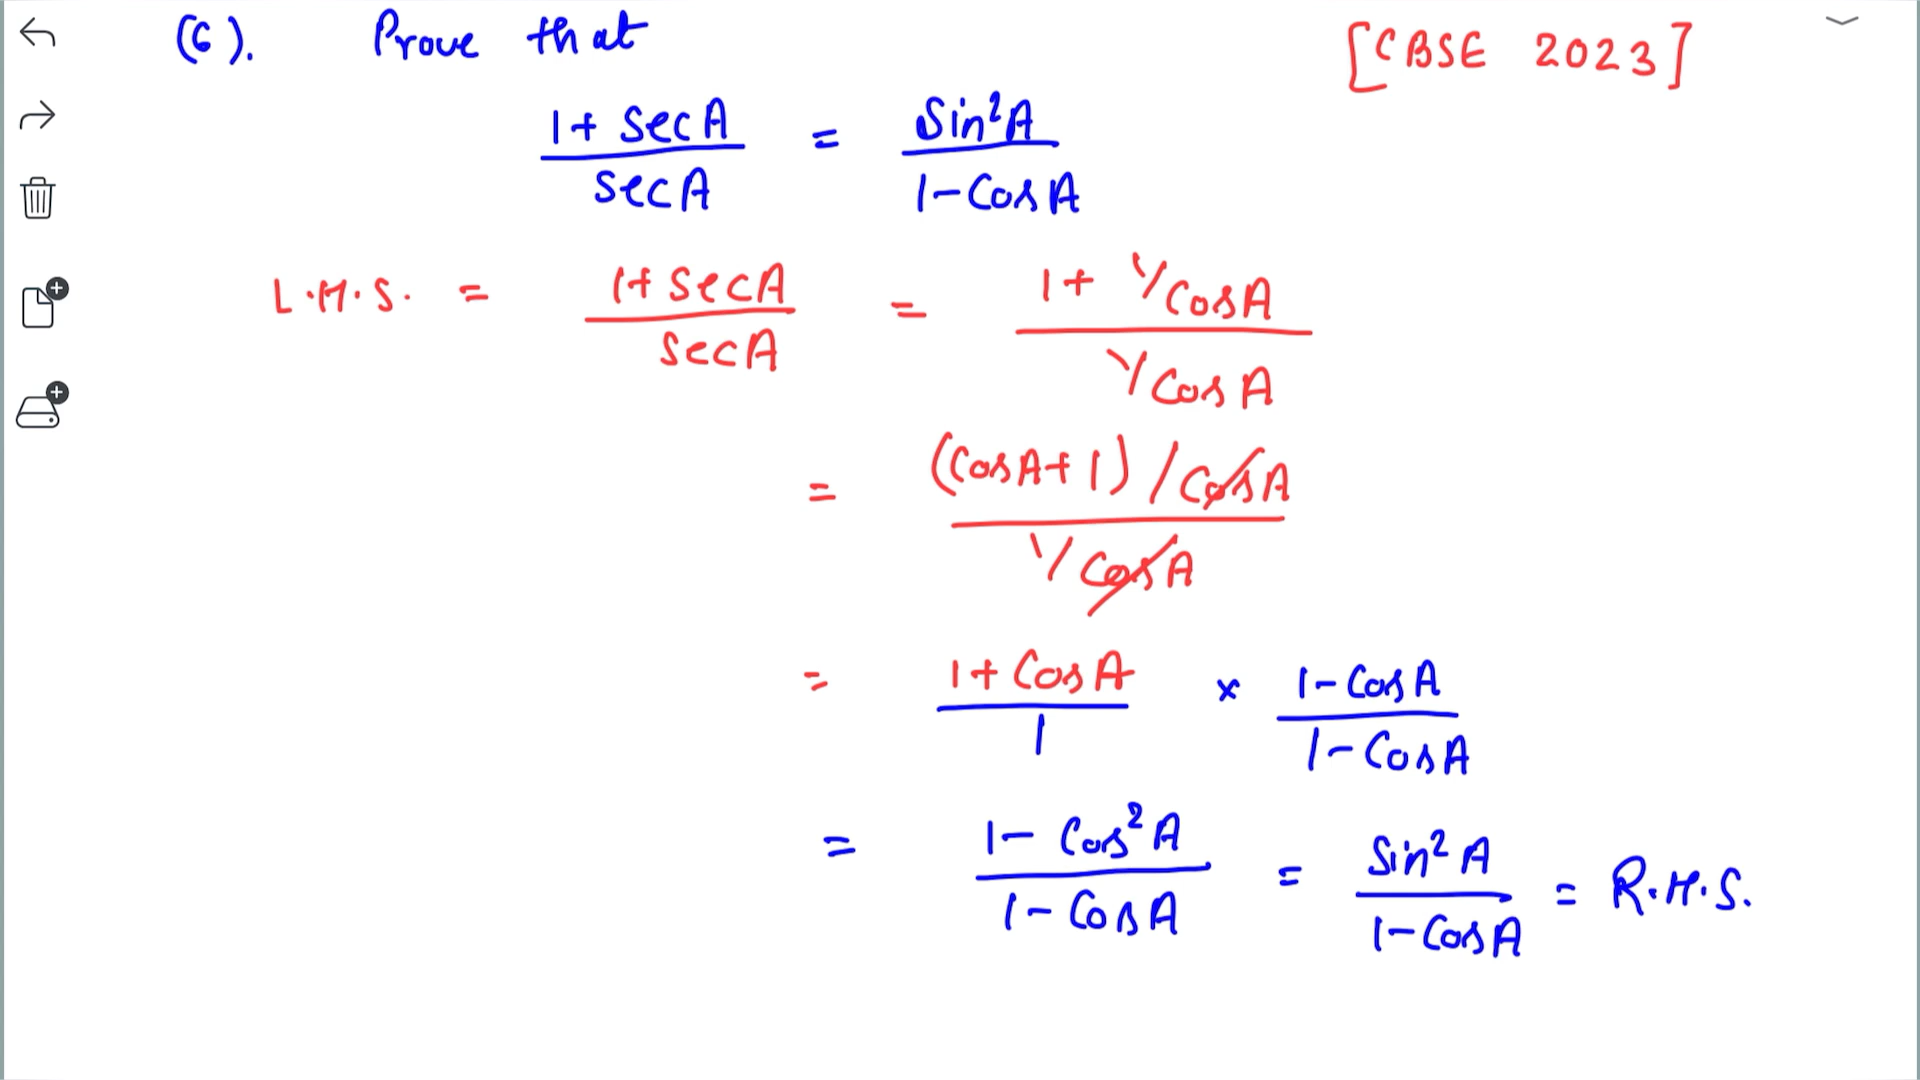 (6). Prove that [CBSE 2023]
1+ secA / secA = Sin²A / 1-CosA
L.H.S. = 1+ secA / secA = 1+ 1/CosA / 1/CosA
= (CosA+1)/CosA / 1/CosA
= 1+CosA / 1 × 1-CosA / 1-CosA
= 1-Cos²A / 1-CosA = Sin²A / 1-CosA = R.H.S.